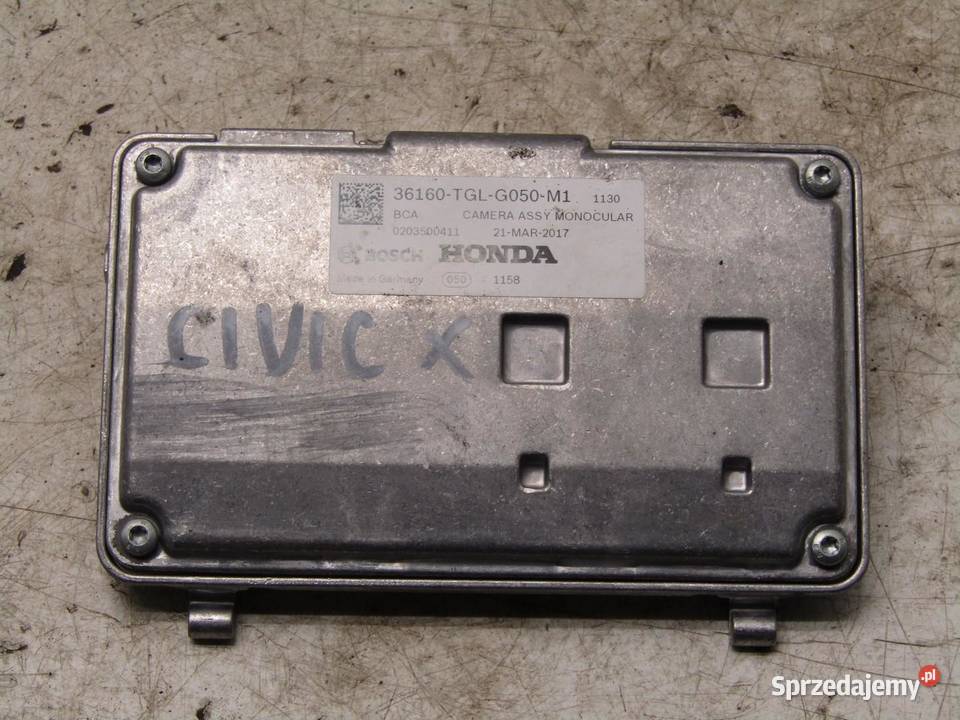 36160-TGL-G050-M1 1130
BCA CAMERA ASSY MONOCULAR
0203500411 21-MAR-2017
BOSCH HONDA
Made in Germany 050 1158
CIVIC X
Sprzedajemy.pl